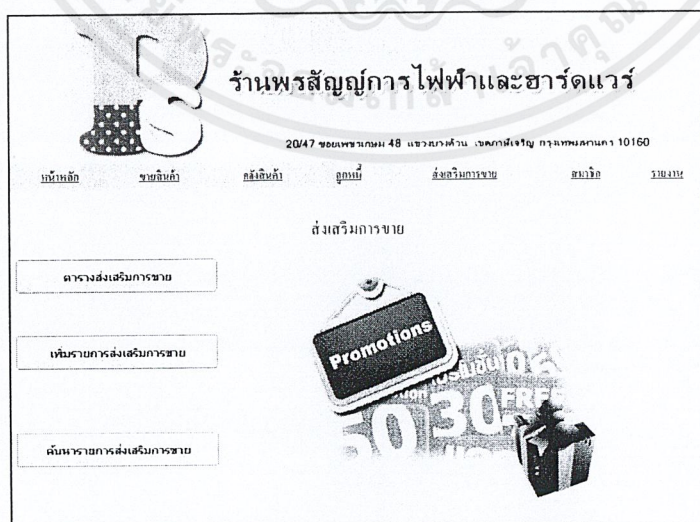 ร้านพรสัญญ์การไฟฟ้าและฮาร์ดแวร์
20/47 ซอยเพชรเกษม 48 แขวงบางด้วน เขตภาษีเจริญ กรุงเทพมหานคร 10160
หน้าหลัก ขายสินค้า คลังสินค้า ลูกหนี้ ส่งเสริมการขาย สมาชิก รายงาน
ส่งเสริมการขาย
ตารางส่งเสริมการขาย
Promotions
เพิ่มรายการส่งเสริมการขาย
50 30 FREE
ค้นหารายการส่งเสริมการขาย